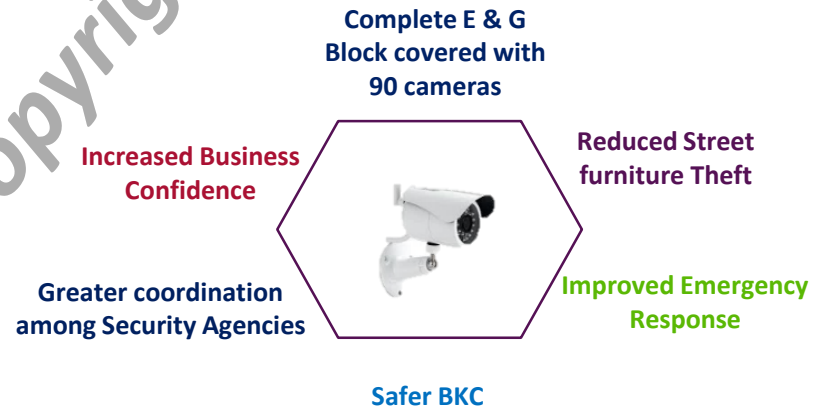 Complete E & G
Block covered with
90 cameras
Increased Business
Confidence
Reduced Street
furniture Theft
Greater coordination
among Security Agencies
Improved Emergency
Response
Safer BKC